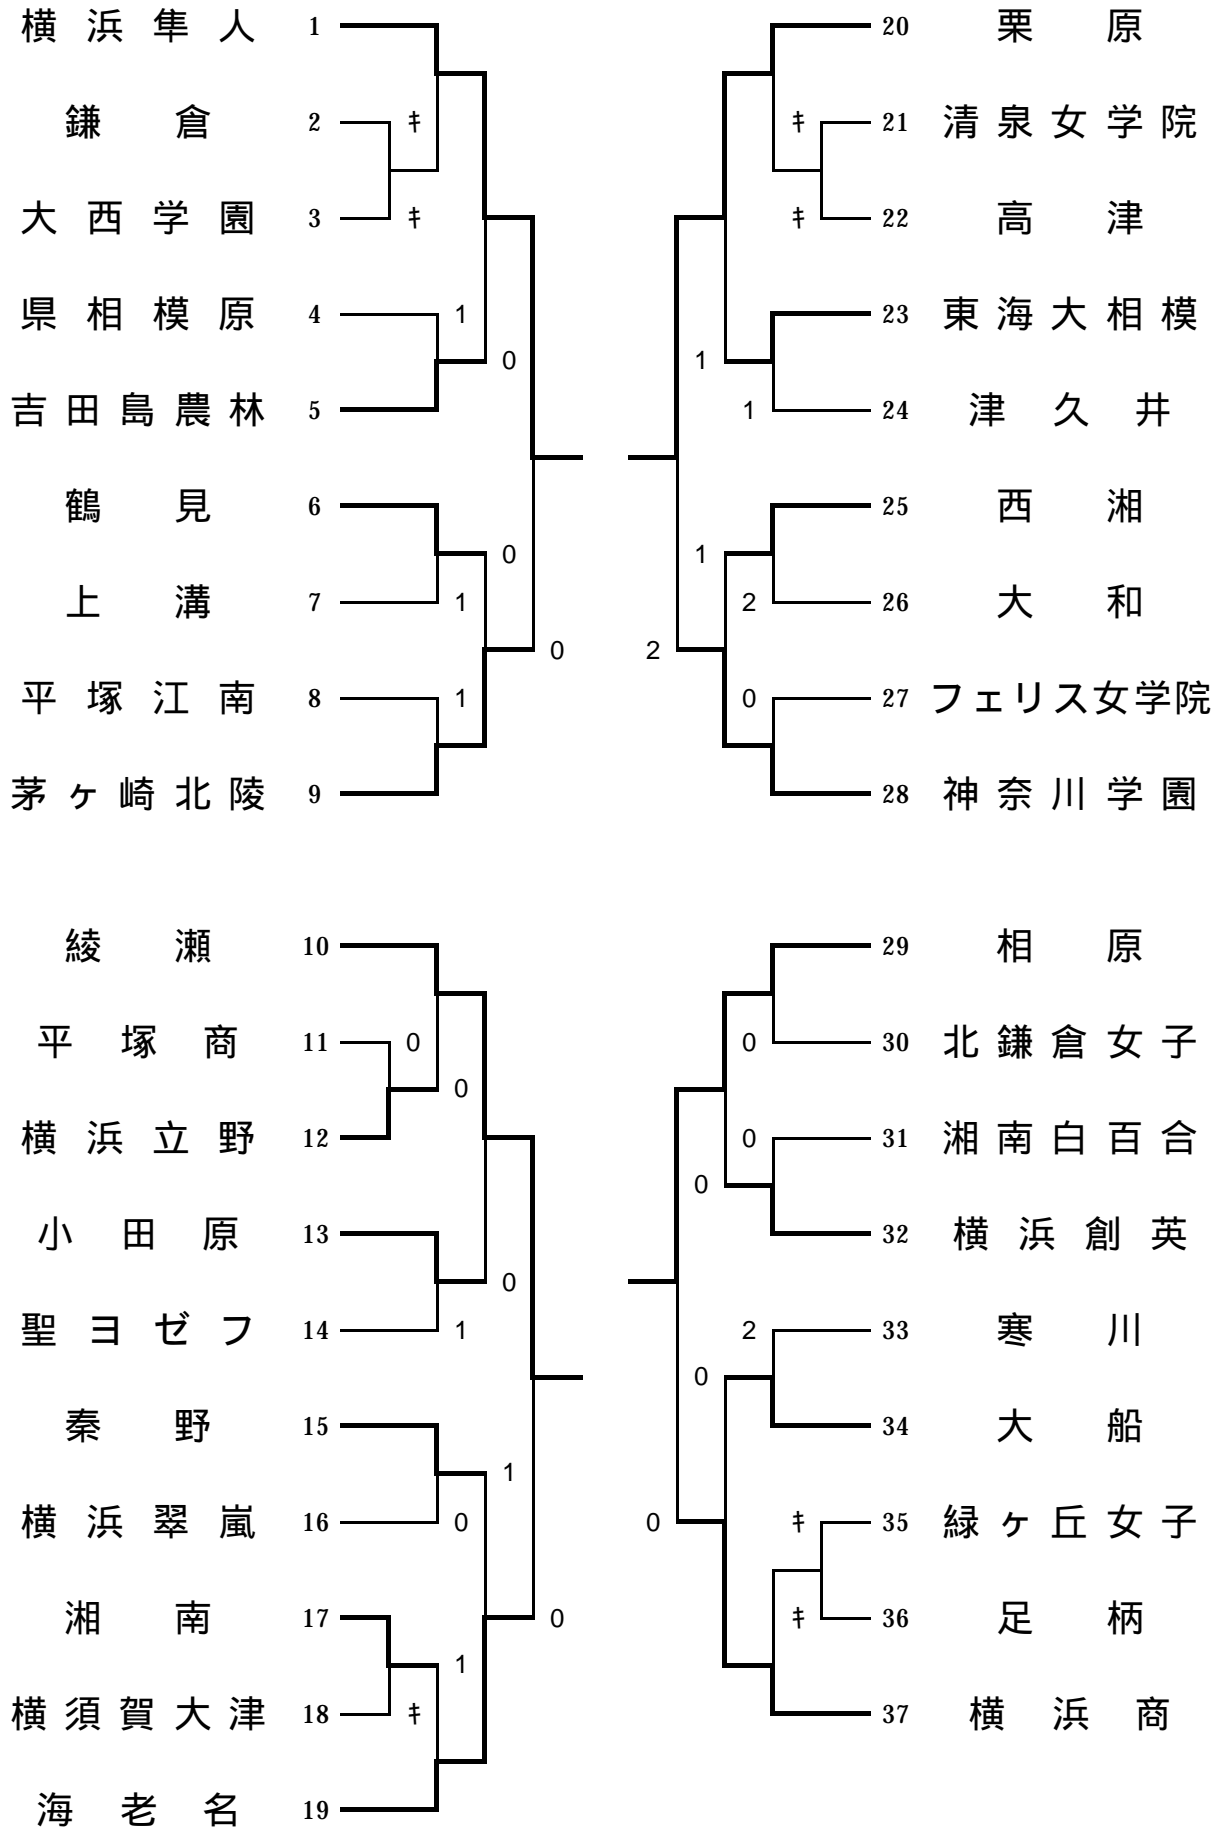 横浜隼人 1
20 栗原
鎌倉 2 ｷ
ｷ 21 清泉女学院
大西学園 3 ｷ
ｷ 22 高津
県相模原 4 1
23 東海大相模
0
1
吉田島農林 5
1 24 津久井
鶴見 6
25 西湘
0
1
上溝 7 1
2 26 大和
0
2
平塚江南 8 1
0 27 フェリス女学院
茅ヶ崎北陵 9
28 神奈川学園
綾瀬 10
29 相原
平塚商 11 0
0 30 北鎌倉女子
0
横浜立野 12
0 31 湘南白百合
0
小田原 13
32 横浜創英
0
聖ヨゼフ 14 1
2 33 寒川
0
秦野 15
34 大船
1
横浜翠嵐 16 0
0 ｷ 35 緑ヶ丘女子
湘南 17 0
ｷ 36 足柄
1
横須賀大津 18 ｷ
37 横浜商
海老名 19